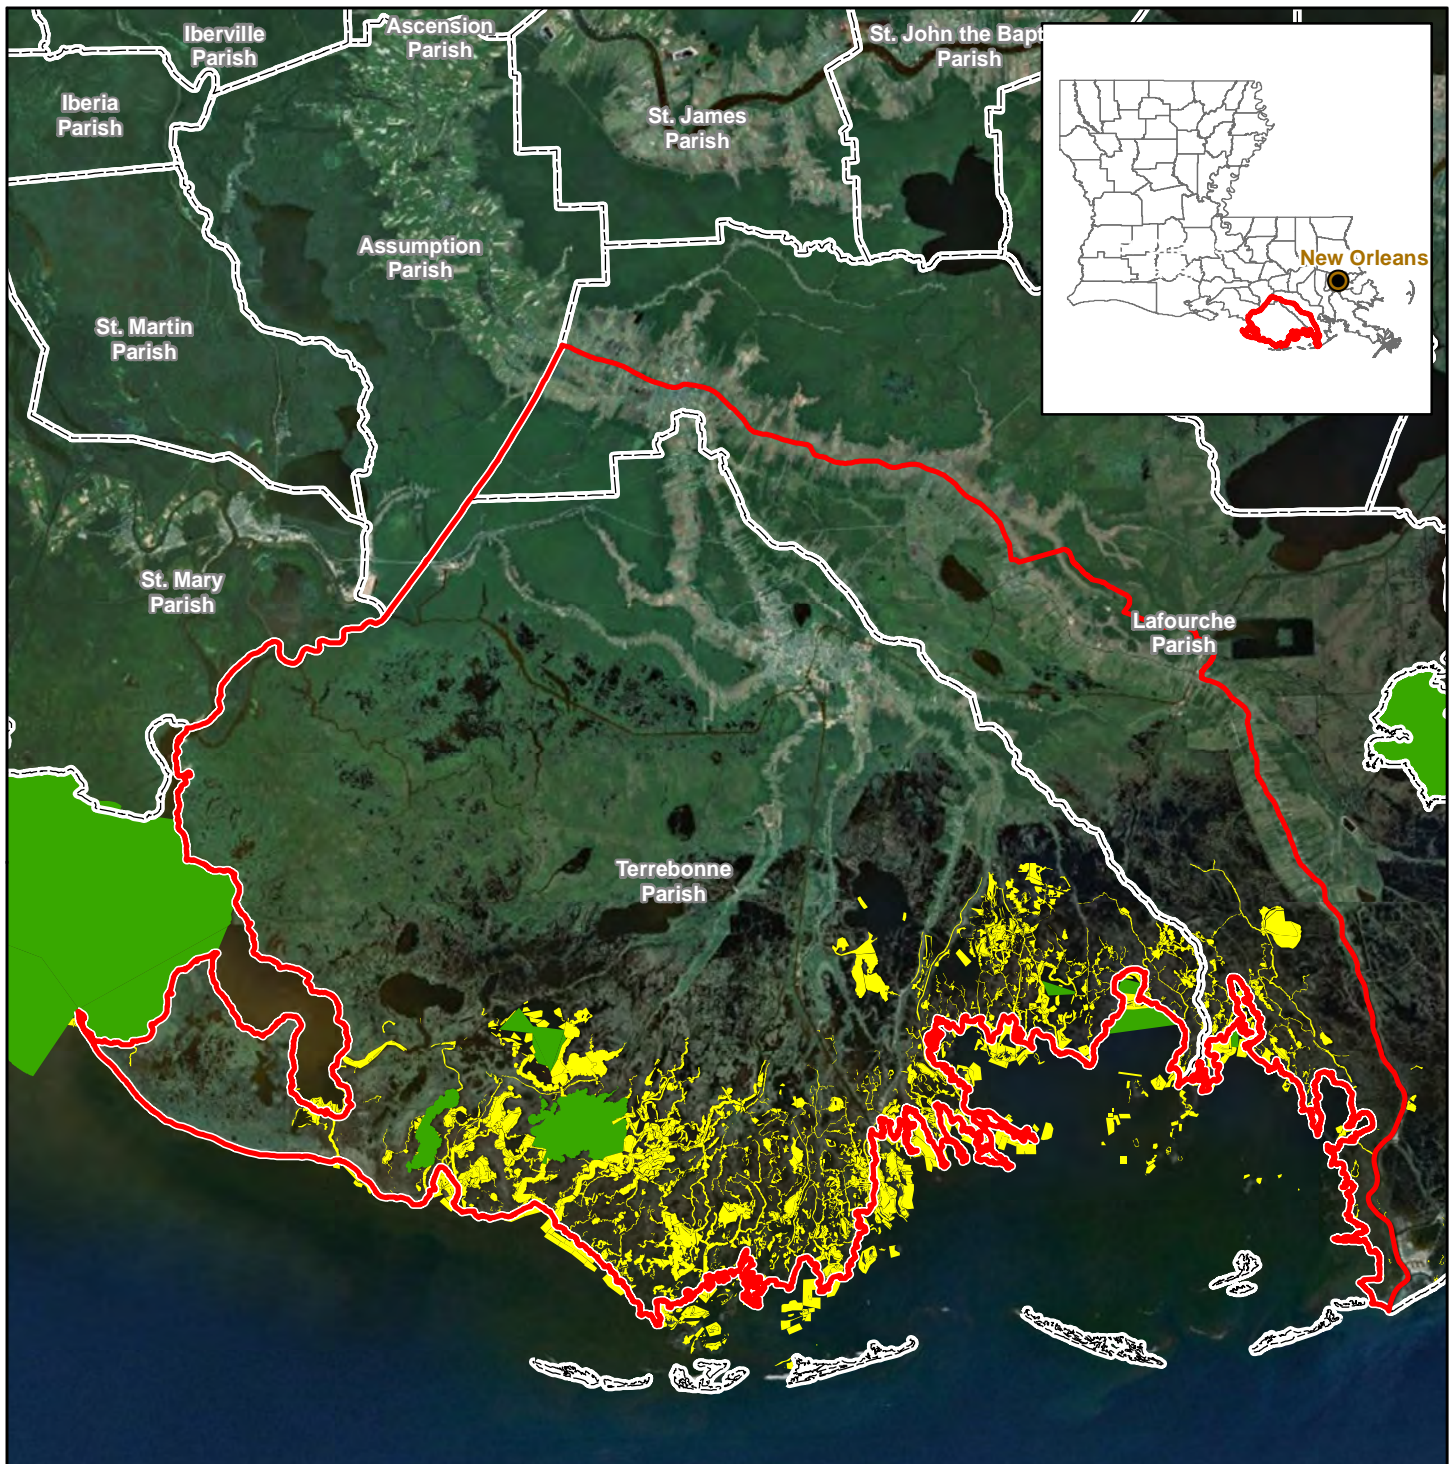 Iberville
Parish
Ascension
Parish
St. John the Bapt
Parish
Iberia
Parish
St. James
Parish
Assumption
Parish
New Orleans
St. Martin
Parish
St. Mary
Parish
Lafourche
Parish
Terrebonne
Parish